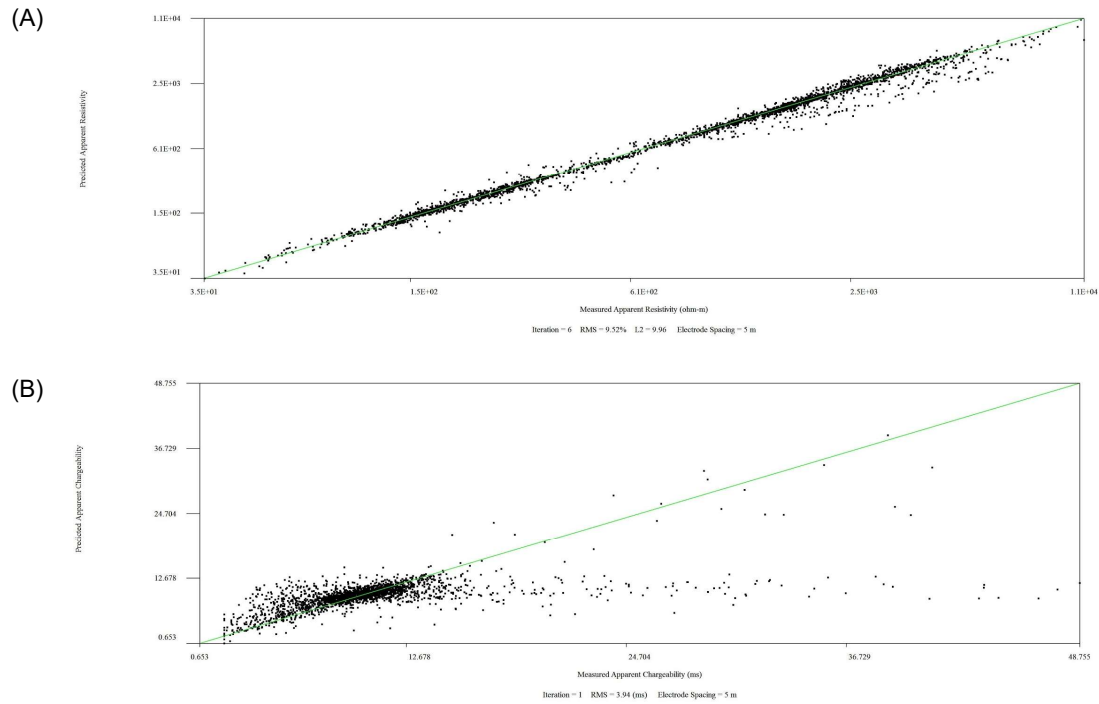 (A)
1.1E+04
2.5E+03
6.1E+02
1.5E+02
3.5E+01
Predicted Apparent Resistivity
3.5E+01 1.5E+02 6.1E+02 2.5E+03 1.1E+04
Measured Apparent Resistivity (ohm-m)
Iteration = 6 RMS = 9.52% L2 = 9.96 Electrode Spacing = 5 m
(B)
48.755
36.729
24.704
12.678
0.653
Predicted Apparent Chargeability
0.653 12.678 24.704 36.729 48.755
Measured Apparent Chargeability (ms)
Iteration = 1 RMS = 3.94 (ms) Electrode Spacing = 5 m